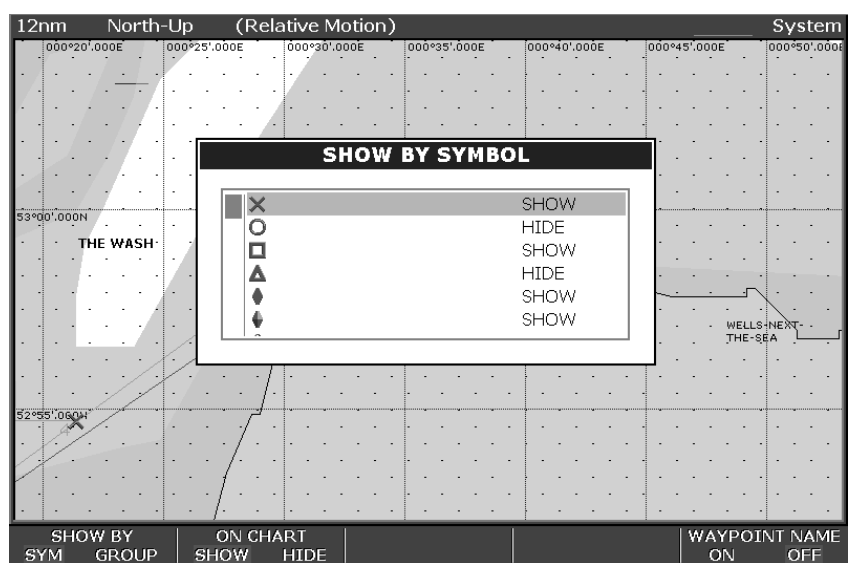 12nm North-Up (Relative Motion) System
000°20'.000E 000°25'.000E 000°30'.000E 000°35'.000E 000°40'.000E 000°45'.000E 000°50'.000E
SHOW BY SYMBOL
SHOW
53°00'.000N
HIDE
THE WASH
SHOW
HIDE
SHOW
SHOW
WELLS-NEXT-
THE-SEA
52°55'.000N
SHOW BY ON CHART WAYPOINT NAME
SYM GROUP SHOW HIDE ON OFF